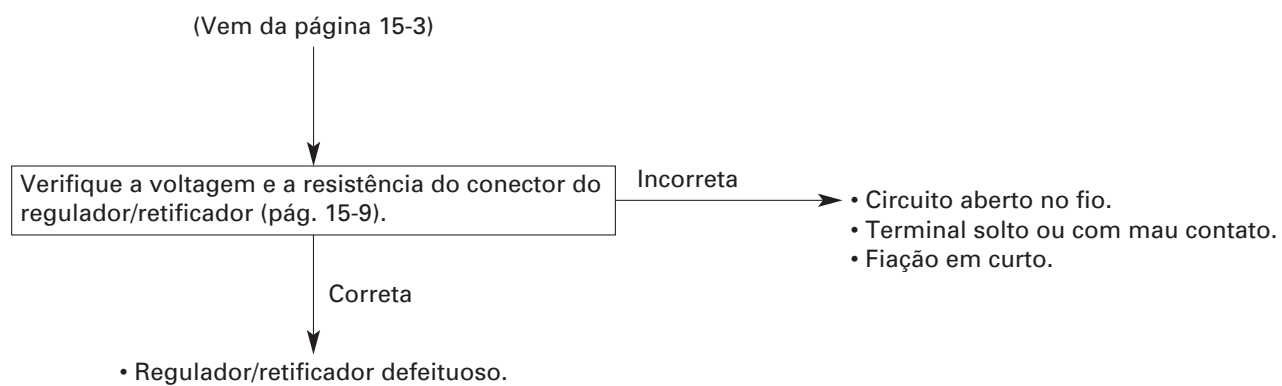 (Vem da página 15-3)
Verifique a voltagem e a resistência do conector do
regulador/retificador (pág. 15-9).
Incorreta
• Circuito aberto no fio.
• Terminal solto ou com mau contato.
• Fiação em curto.
Correta
• Regulador/retificador defeituoso.